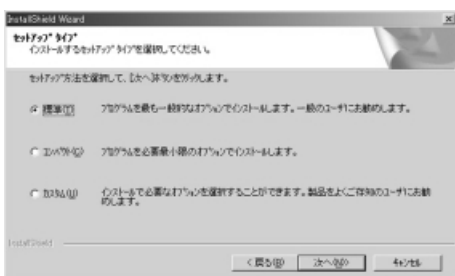 InstallShield Wizard
セットアップ タイプ
インストールするセットアップ タイプを選択してください。
セットアップ方法を選択して、[次へ]ボタンをクリックします。
標準(T) プログラムを最も一般的なオプションでインストールします。一般のユーザにお勧めします。
コンパクト(C) プログラムを必要最小限のオプションでインストールします。
カスタム(U) インストールで必要なオプションを選択することができます。製品をよくご存知のユーザにお勧
めします。
InstallShield
< 戻る(B) 次へ(N)> キャンセル